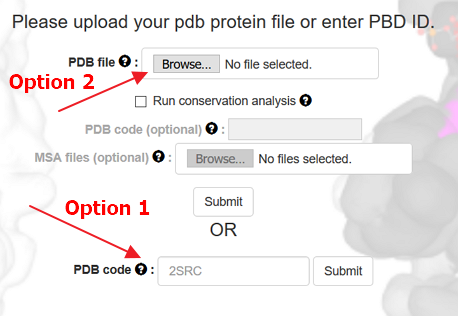 Please upload your pdb protein file or enter PBD ID.
PDB file ? : Browse... No file selected.
Option 2
Run conservation analysis ?
PDB code (optional) ? :
MSA files (optional) ? : Browse... No files selected.
Submit
Option 1
OR
PDB code ? : 2SRC Submit